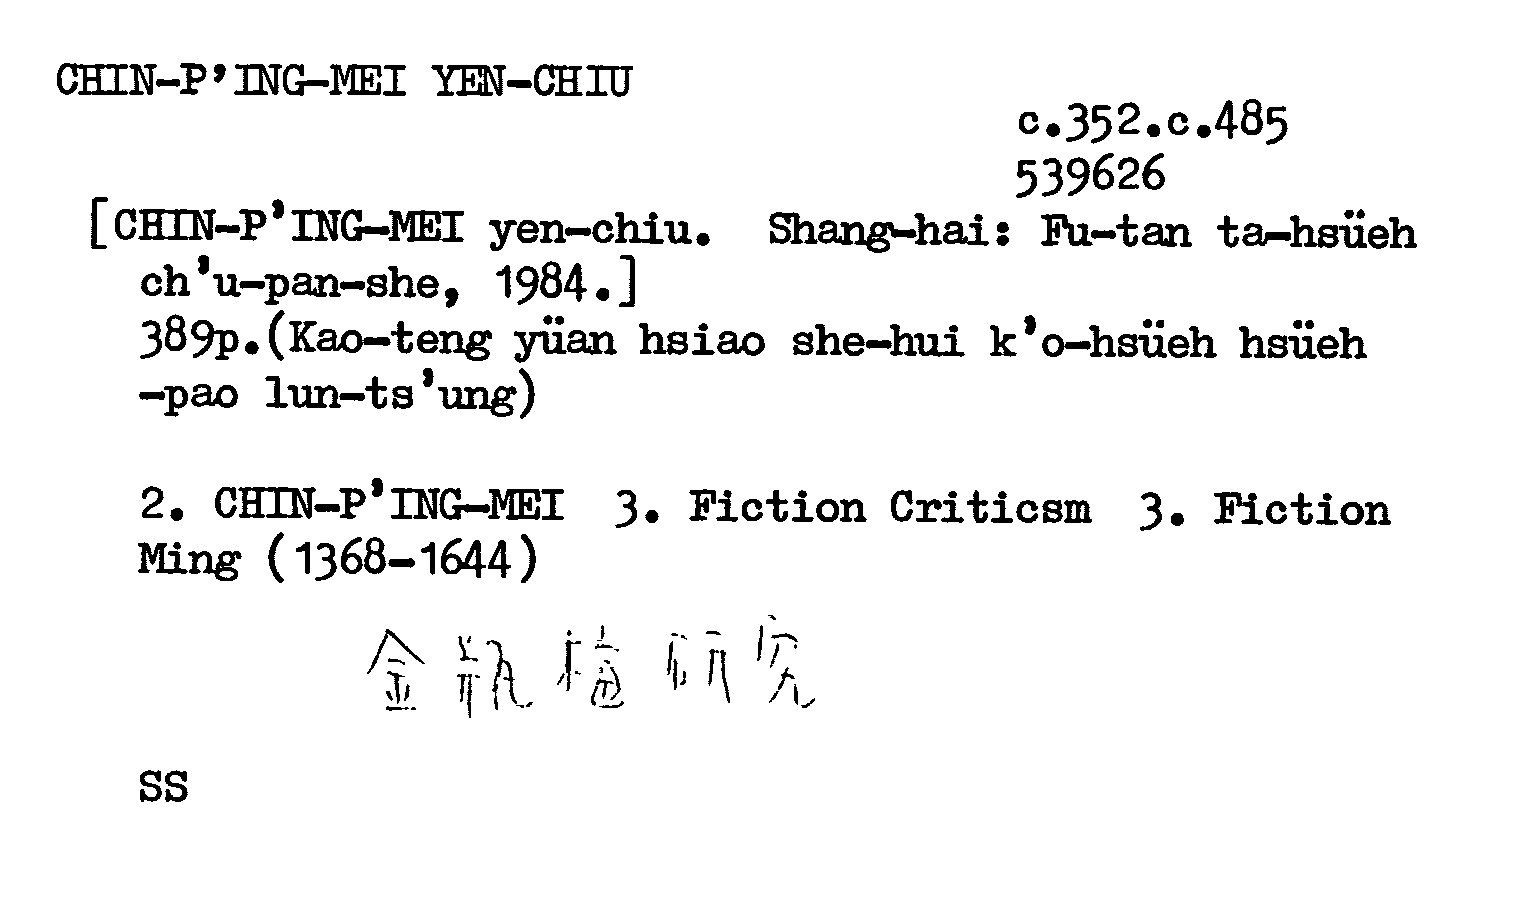 CHIN-P'ING-MEI YEN-CHIU
c.352.c.485
539626
[CHIN-P'ING-MEI yen-chiu.  Shang-hai: Fu-tan ta-hsüeh
ch'u-pan-she, 1984.]
389p.(Kao-teng yüan hsiao she-hui k'o-hsüeh hsüeh
-pao lun-ts'ung)
2. CHIN-P'ING-MEI  3. Fiction Criticsm  3. Fiction
Ming (1368-1644)
金瓶梅研究
SS